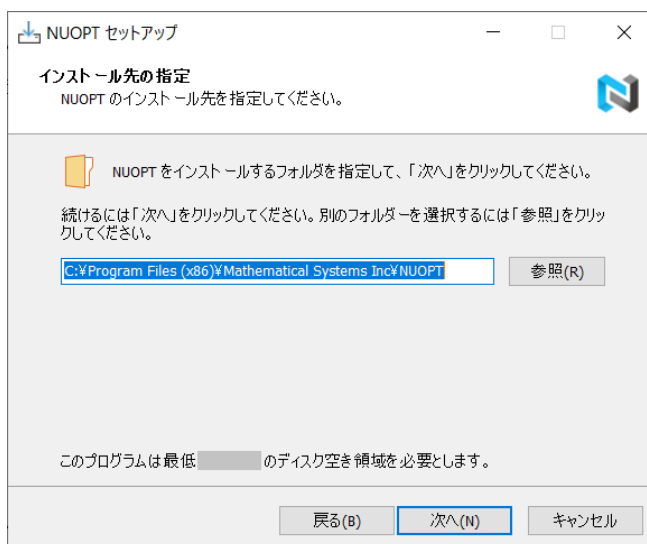 NUOPT セットアップ
インストール先の指定
NUOPT のインストール先を指定してください。
NUOPT をインストールするフォルダを指定して、「次へ」をクリックしてください。
続けるには「次へ」をクリックしてください。別のフォルダーを選択するには「参照」をクリッ
クしてください。
C:¥Program Files (x86)¥Mathematical Systems Inc¥NUOPT
参照(R)
このプログラムは最低 のディスク空き領域を必要とします。
戻る(B)
次へ(N)
キャンセル